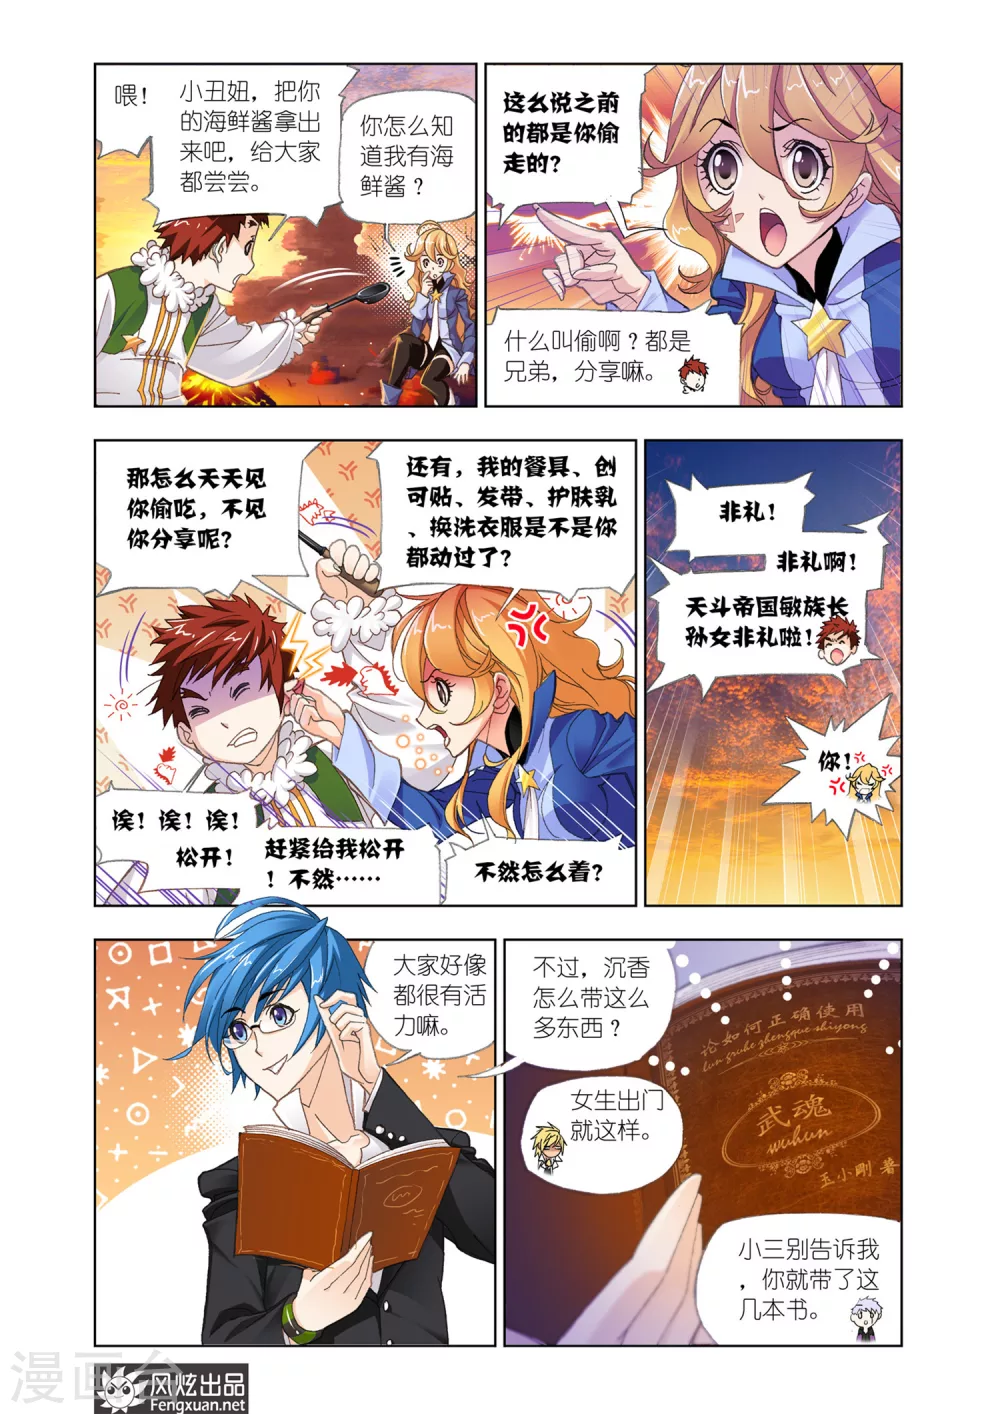 喂！
小丑妞，把你
的海鲜酱拿出
来吧，给大家
都尝尝。
你怎么知
道我有海
鲜酱？
这么说之前
的都是你偷
走的？
什么叫偷啊？都是
兄弟，分享嘛。
那怎么天天见
你偷吃，不见
你分享呢？
还有，我的餐具、创
可贴、发带、护肤乳
、换洗衣服是不是你
都动过了？
诶！诶！诶！
松开！
赶紧给我松开
！不然……
不然怎么着？
非礼！
非礼啊！
天斗帝国敏族长
孙女非礼啦！
你！
大家好像
都很有活
力嘛。
不过，沉香
怎么带这么
多东西？
女生出门
就这样。
论如何正确使用
lun ruhe zhengque shiyong
武魂
wuhun
玉小刚 著
小三别告诉我
，你就带了这
几本书。
漫画台
风炫出品
Fengxuan.net